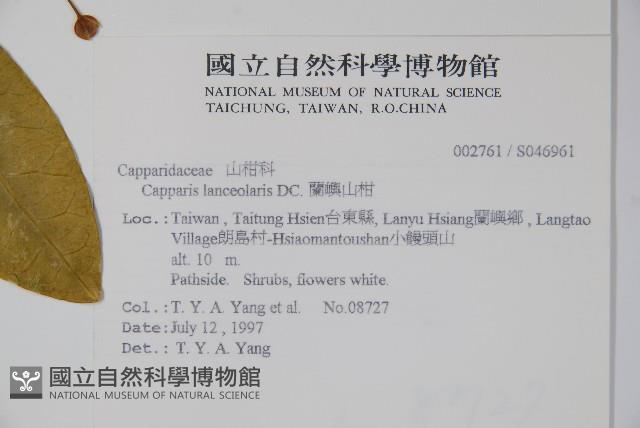 國立自然科學博物館
NATIONAL MUSEUM OF NATURAL SCIENCE
TAICHUNG, TAIWAN, R.O.CHINA
002761 / S046961
Capparidaceae 山柑科
Capparis lanceolaris DC. 蘭嶼山柑
Loc.: Taiwan , Taitung Hsien台東縣, Lanyu Hsiang蘭嶼鄉 , Langtao
Village朗島村-Hsiaomantoushan小饅頭山
alt. 10 m.
Pathside. Shrubs, flowers white.
Col.: T. Y. A. Yang et al. No.08727
Date: July 12 , 1997
Det.: T. Y. A. Yang
國立自然科學博物館
NATIONAL MUSEUM OF NATURAL SCIENCE